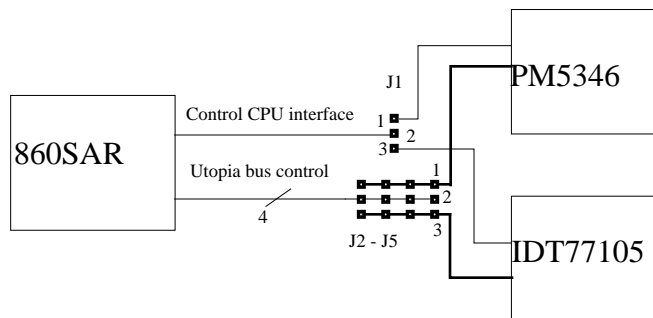 PM5346
J1
Control CPU interface
1
2
3
860SAR
Utopia bus control
4
1
2
3
J2 - J5
IDT77105